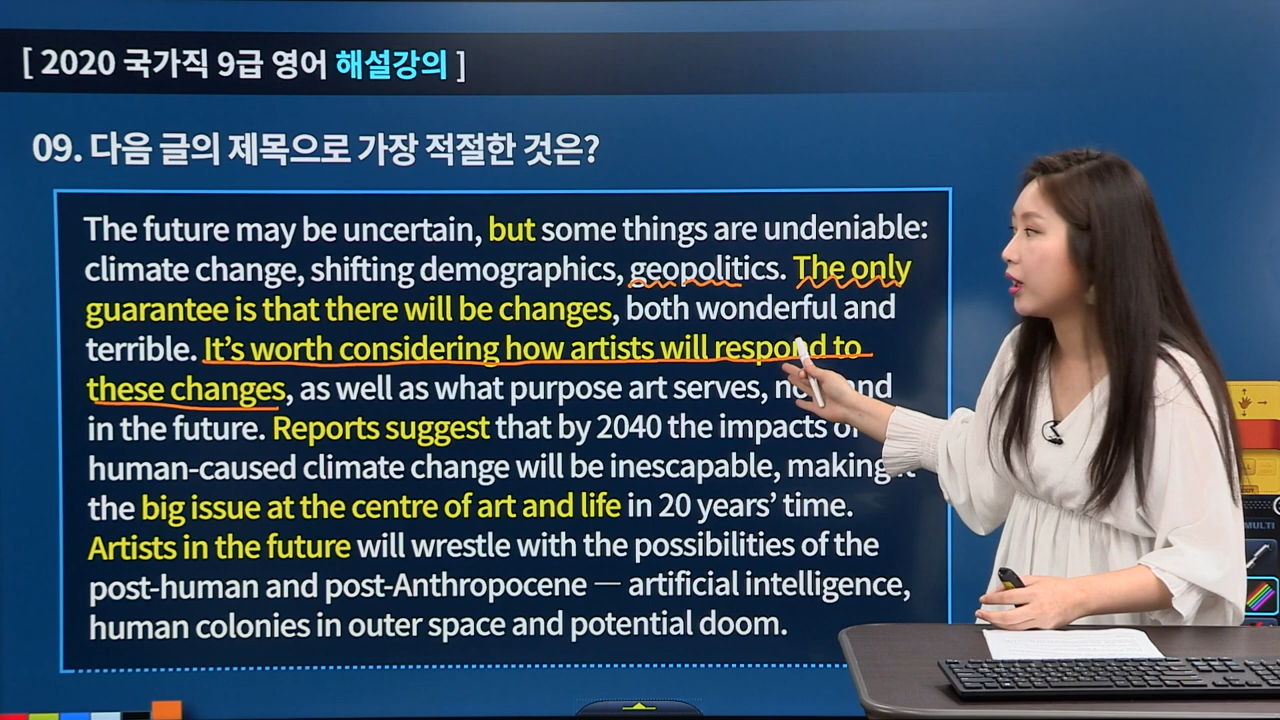 [ 2020 국가직 9급 영어 해설강의 ]
09. 다음 글의 제목으로 가장 적절한 것은?
The future may be uncertain, but some things are undeniable:
climate change, shifting demographics, geopolitics. The only
guarantee is that there will be changes, both wonderful and
terrible. It’s worth considering how artists will respond to
these changes, as well as what purpose art serves, and
in the future. Reports suggest that by 2040 the impacts
human-caused climate change will be inescapable, making
the big issue at the centre of art and life in 20 years’ time.
Artists in the future will wrestle with the possibilities of the
post-human and post-Anthropocene — artificial intelligence,
human colonies in outer space and potential doom.
MULTI